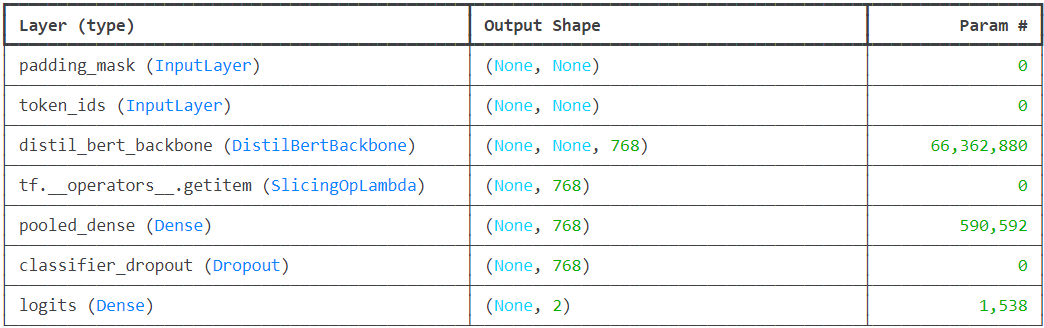 Layer (type) Output Shape Param #
padding_mask (InputLayer) (None, None) 0
token_ids (InputLayer) (None, None) 0
distil_bert_backbone (DistilBertBackbone) (None, None, 768) 66,362,880
tf.__operators__.getitem (SlicingOpLambda) (None, 768) 0
pooled_dense (Dense) (None, 768) 590,592
classifier_dropout (Dropout) (None, 768) 0
logits (Dense) (None, 2) 1,538